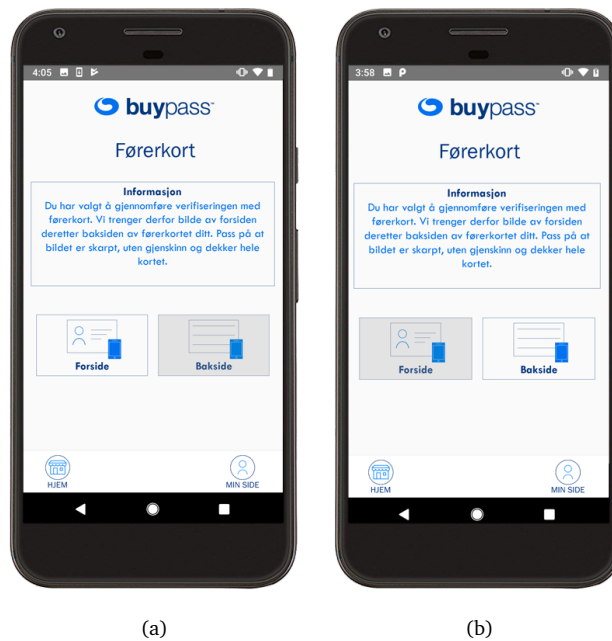 4:05
buypass
Førerkort
Informasjon
Du har valgt å gjennomføre verifiseringen med
førerkort. Vi trenger derfor bilde av forsiden
deretter baksiden av førerkortet ditt. Pass på at
bildet er skarpt, uten gjenskinn og dekker hele
kortet.
Forside
Bakside
HJEM
MIN SIDE
(a)
3:58
buypass
Førerkort
Informasjon
Du har valgt å gjennomføre verifiseringen med
førerkort. Vi trenger derfor bilde av forsiden
deretter baksiden av førerkortet ditt. Pass på at
bildet er skarpt, uten gjenskinn og dekker hele
kortet.
Forside
Bakside
HJEM
MIN SIDE
(b)